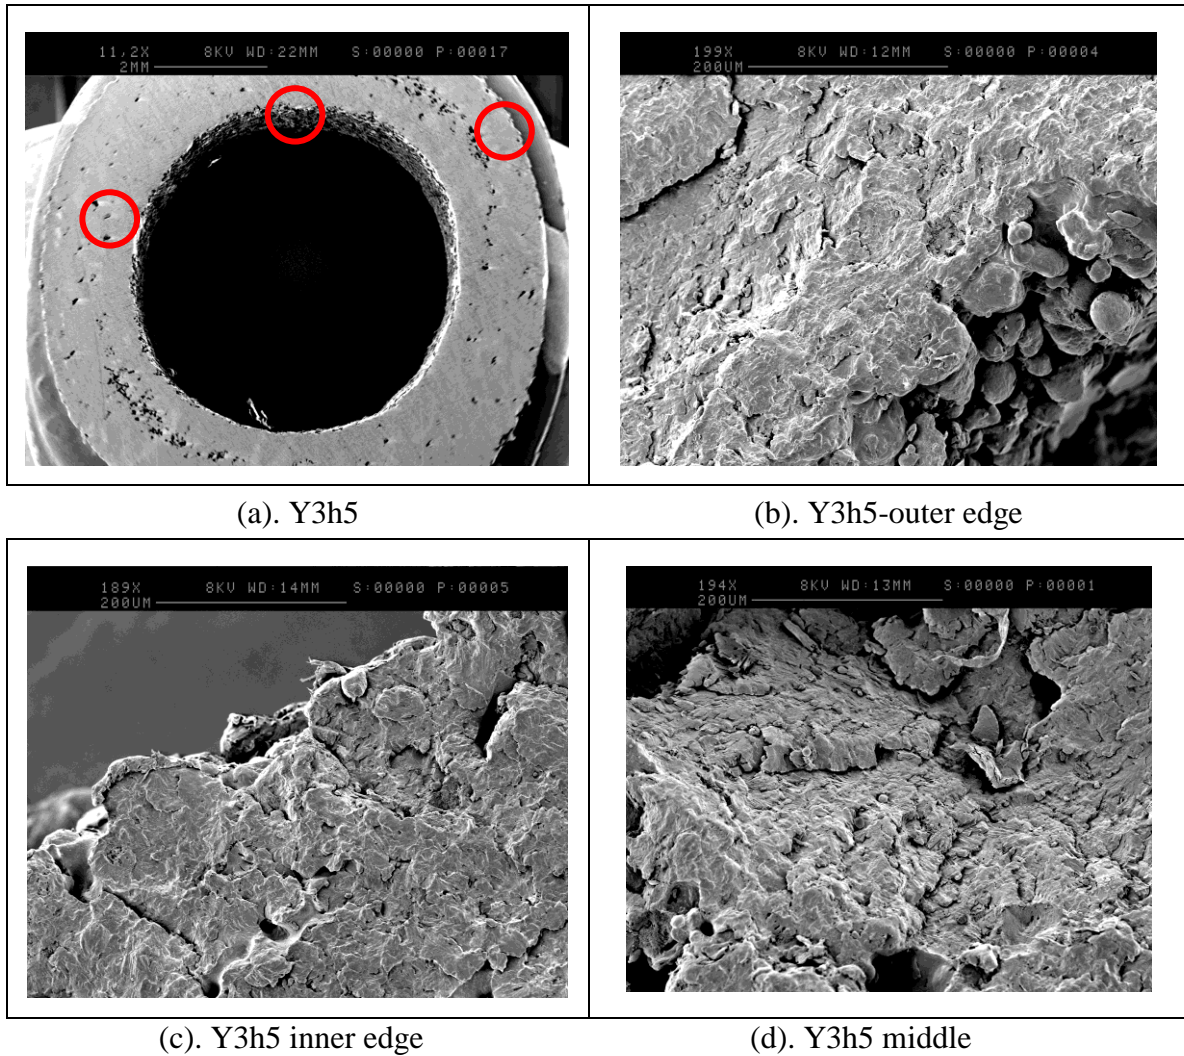 11,2X 8KV WD:22MM S:00000 P:00017
2MM
199X 8KV WD:12MM S:00000 P:00004
200UM
(a). Y3h5
(b). Y3h5-outer edge
189X 8KV WD:14MM S:00000 P:00005
200UM
194X 8KV WD:13MM S:00000 P:00001
200UM
(c). Y3h5 inner edge
(d). Y3h5 middle